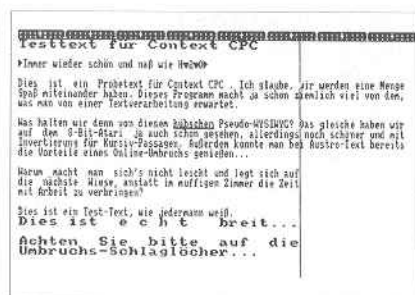 Testtext für Context CPC
Immer wieder schön und naß wie H₂O
Dies ist ein Probetext für Context CPC . Ich glaube, wir werden eine Menge
Spaß miteinander haben. Dieses Programm macht ja schon ziemlich viel von dem,
was man von einer Textverarbeitung erwartet.
Was halten wir denn von diesem hübschen Pseudo-WYSIWYG? Das gleiche haben wir
auf dem 8-Bit-Atari ja auch schon gesehen, allerdings noch schöner und mit
Invertierung für Kursiv-Passagen. Außerdem konnte man bei Austro-Text bereits
die Vorteile eines Online-Umbruchs genießen...
Warum macht man sich's nicht leicht und legt sich auf
die nächste Wiese, anstatt im muffigen Zimmer die Zeit
mit Arbeit zu verbringen?
Dies ist ein Test-Text, wie jedermann weiß.
Dies ist e c h t breit...
Achten Sie bitte auf die
Umbruchs-Schlaglöcher...